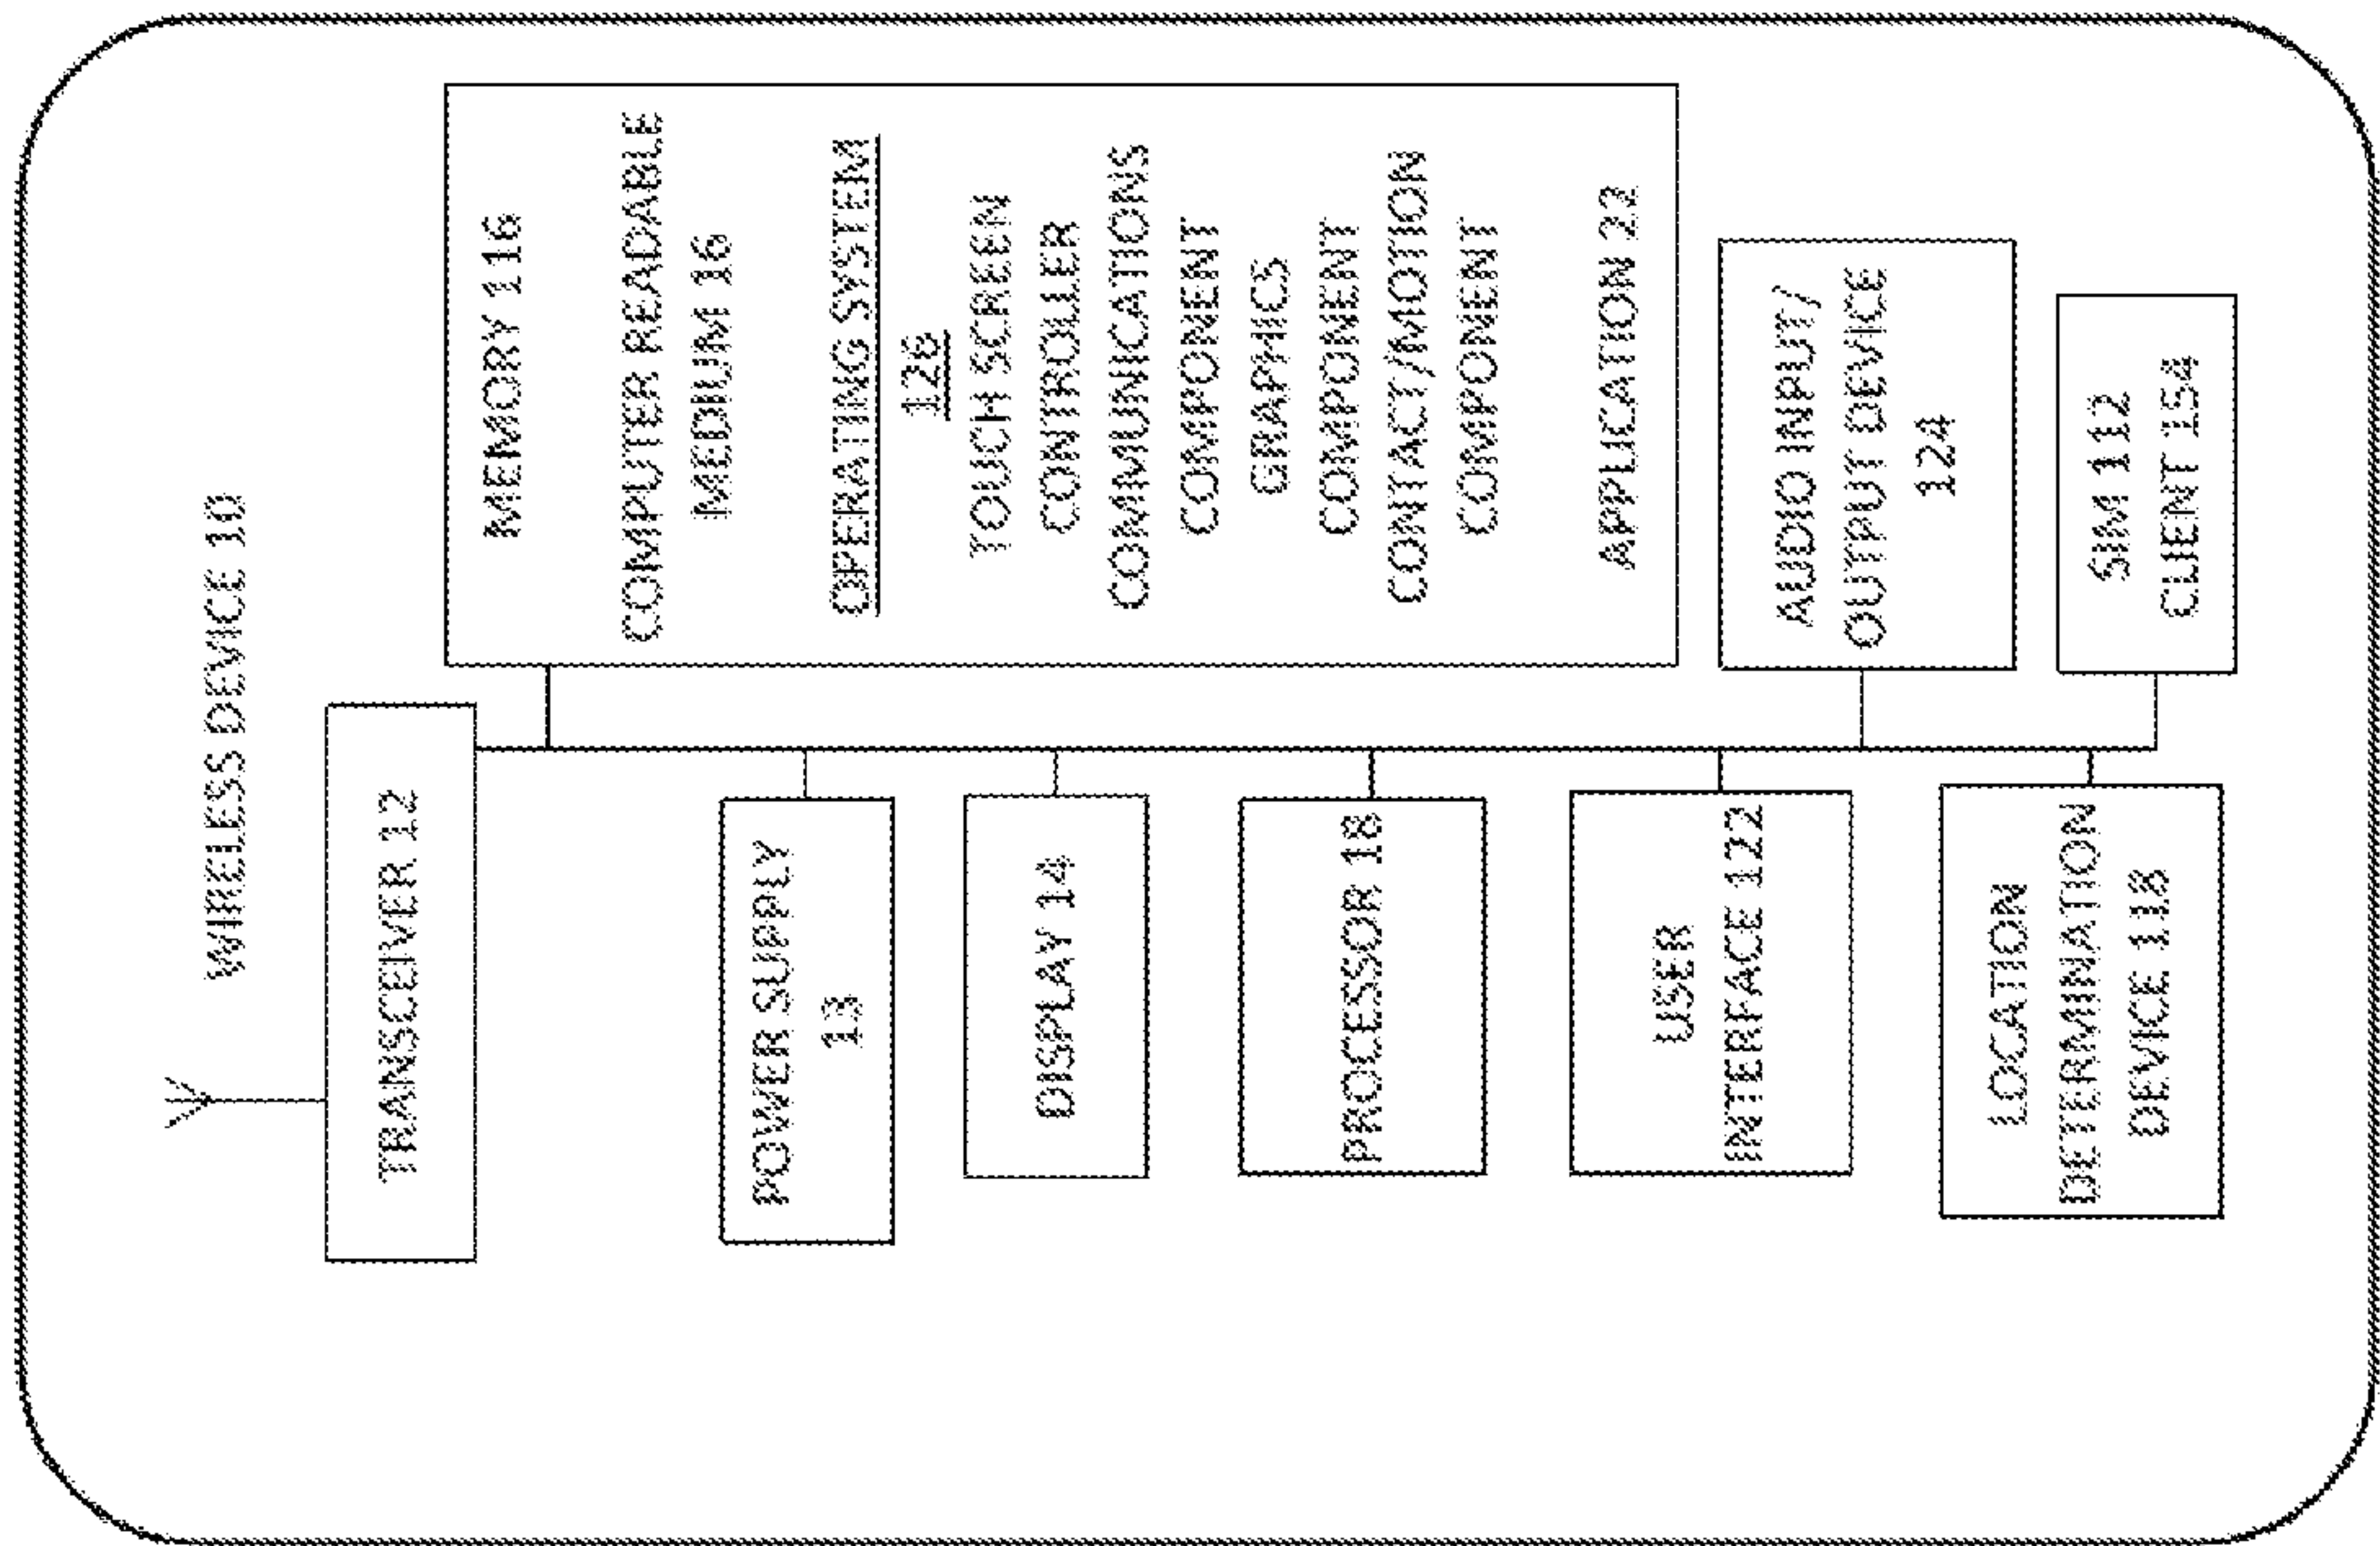 WIRELESS DEVICE 10
TRANSCEIVER 12
POWER SUPPLY
13
DISPLAY 14
PROCESSOR 18
USER
INTERFACE 122
LOCATION
DETERMINATION
DEVICE 118
MEMORY 116
COMPUTER READABLE
MEDIUM 16
OPERATING SYSTEM
126
TOUCH SCREEN
CONTROLLER
COMMUNICATIONS
COMPONENT
GRAPHICS
COMPONENT
CONTACT/MOTION
COMPONENT
APPLICATION 22
AUDIO INPUT/
OUTPUT DEVICE
124
SIM 112
CLIENT 154